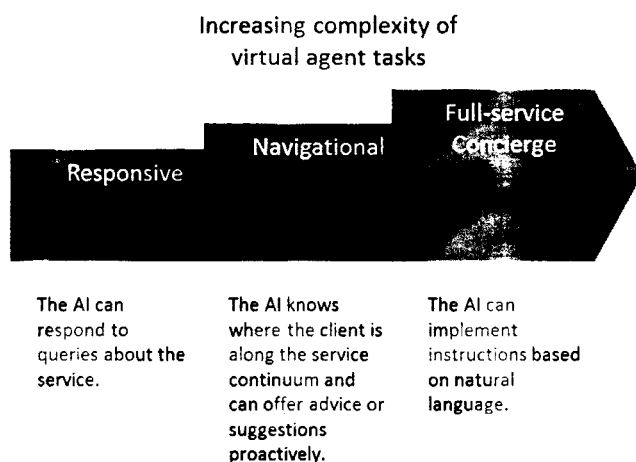 Increasing complexity of
virtual agent tasks
Responsive
Navigational
Full-service
Concierge
The AI can
respond to
queries about the
service.
The AI knows
where the client is
along the service
continuum and
can offer advice or
suggestions
proactively.
The AI can
implement
instructions based
on natural
language.